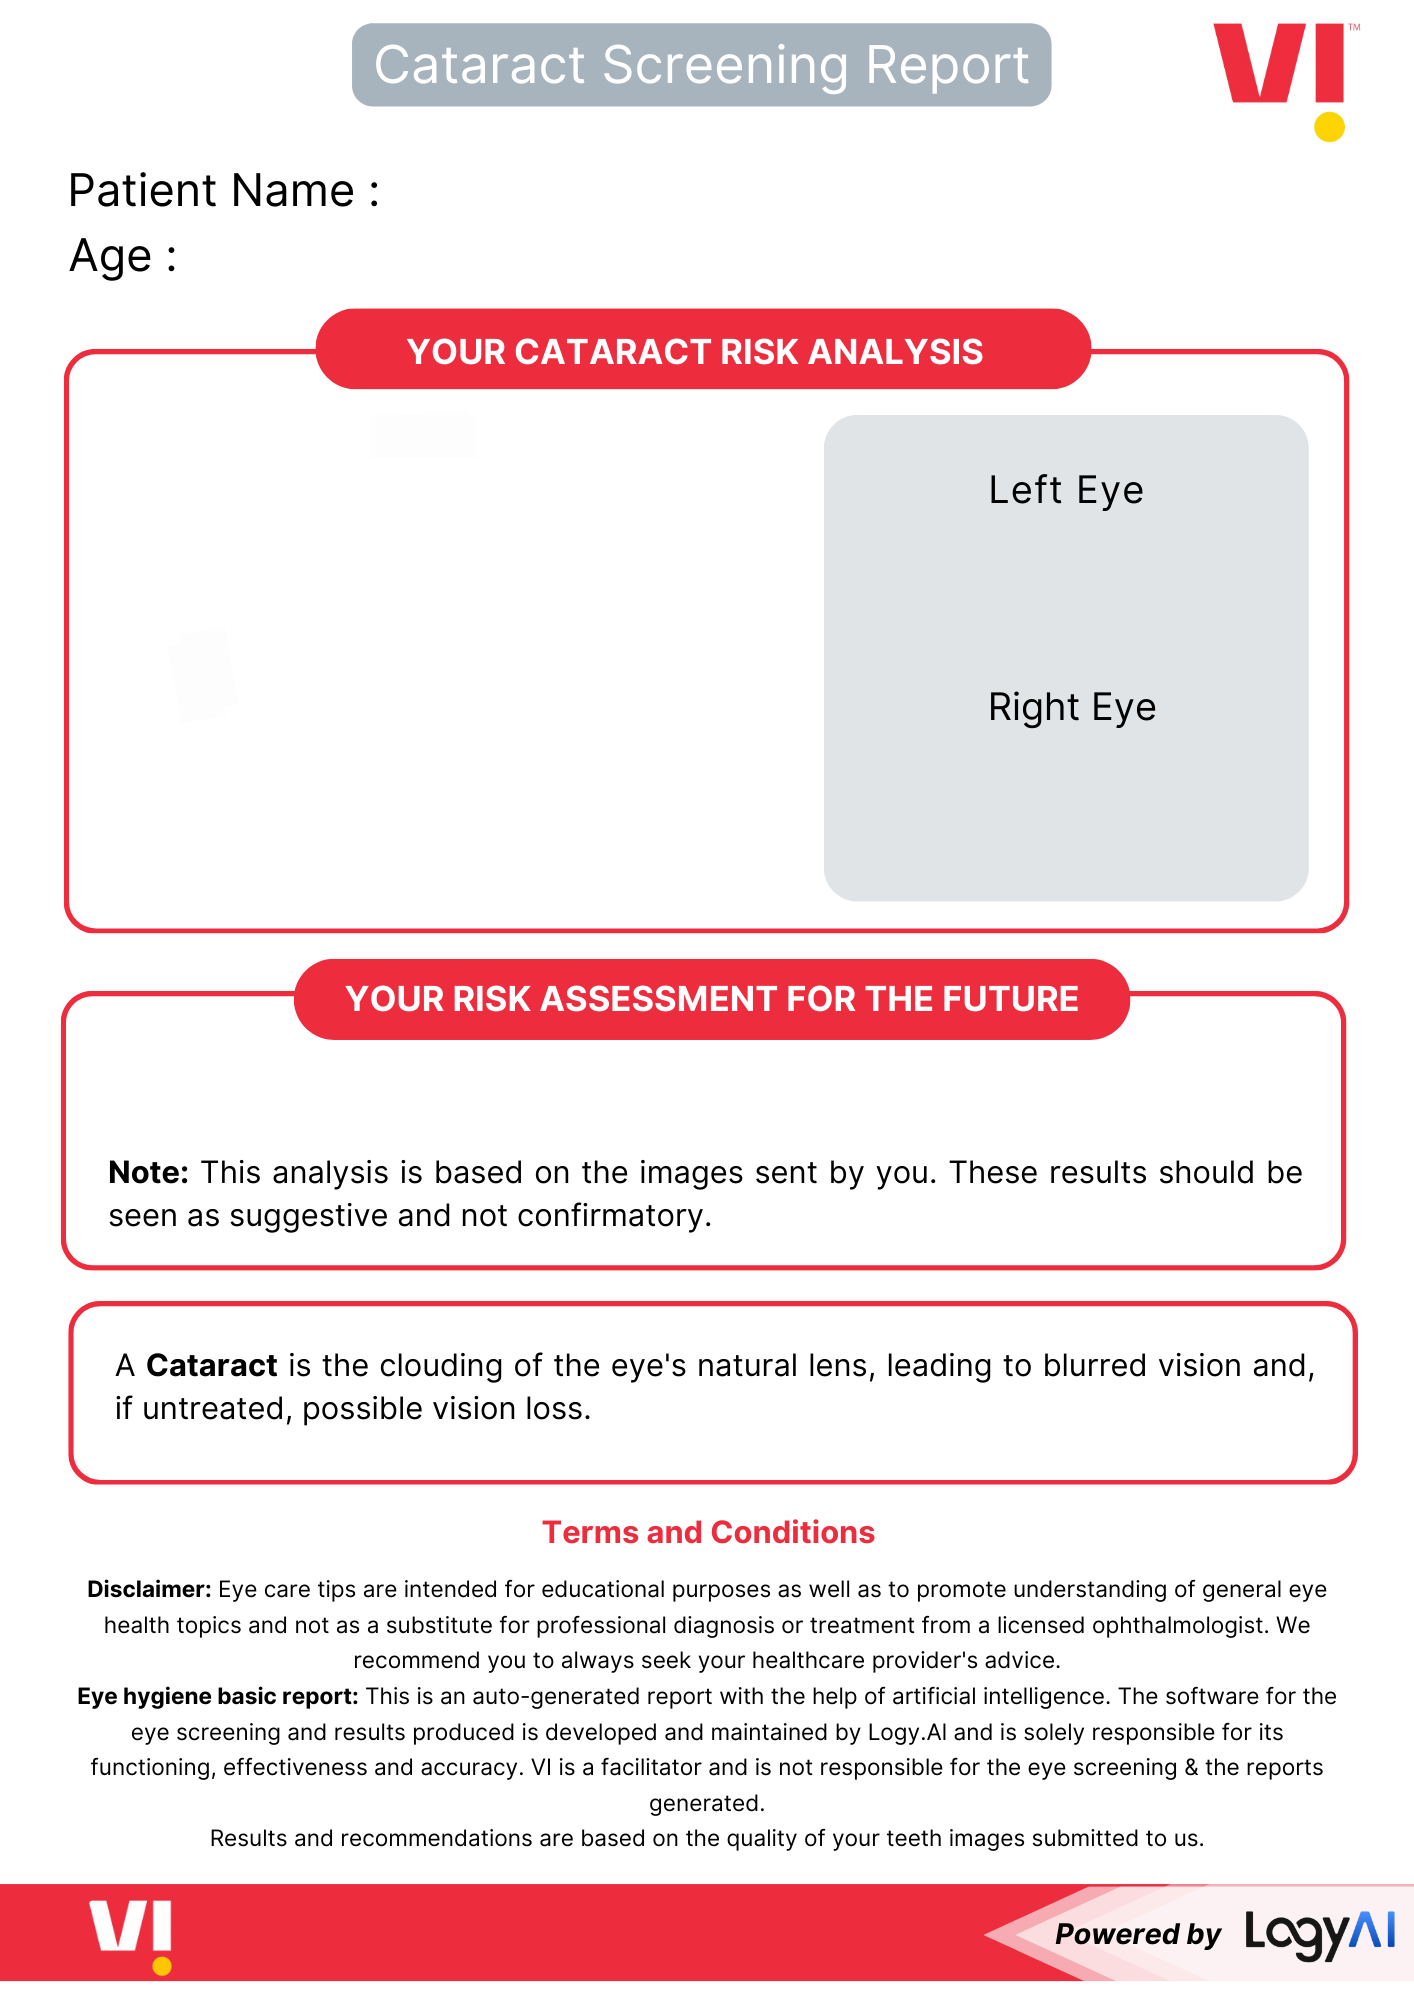 Cataract Screening Report
VI™
Patient Name :
Age :
YOUR CATARACT RISK ANALYSIS
Left Eye
Right Eye
YOUR RISK ASSESSMENT FOR THE FUTURE
Note: This analysis is based on the images sent by you. These results should be
seen as suggestive and not confirmatory.
A Cataract is the clouding of the eye's natural lens, leading to blurred vision and,
if untreated, possible vision loss.
Terms and Conditions
Disclaimer: Eye care tips are intended for educational purposes as well as to promote understanding of general eye
health topics and not as a substitute for professional diagnosis or treatment from a licensed ophthalmologist. We
recommend you to always seek your healthcare provider's advice.
Eye hygiene basic report: This is an auto-generated report with the help of artificial intelligence. The software for the
eye screening and results produced is developed and maintained by Logy.AI and is solely responsible for its
functioning, effectiveness and accuracy. VI is a facilitator and is not responsible for the eye screening & the reports
generated.
Results and recommendations are based on the quality of your teeth images submitted to us.
VI
Powered by LogyAI